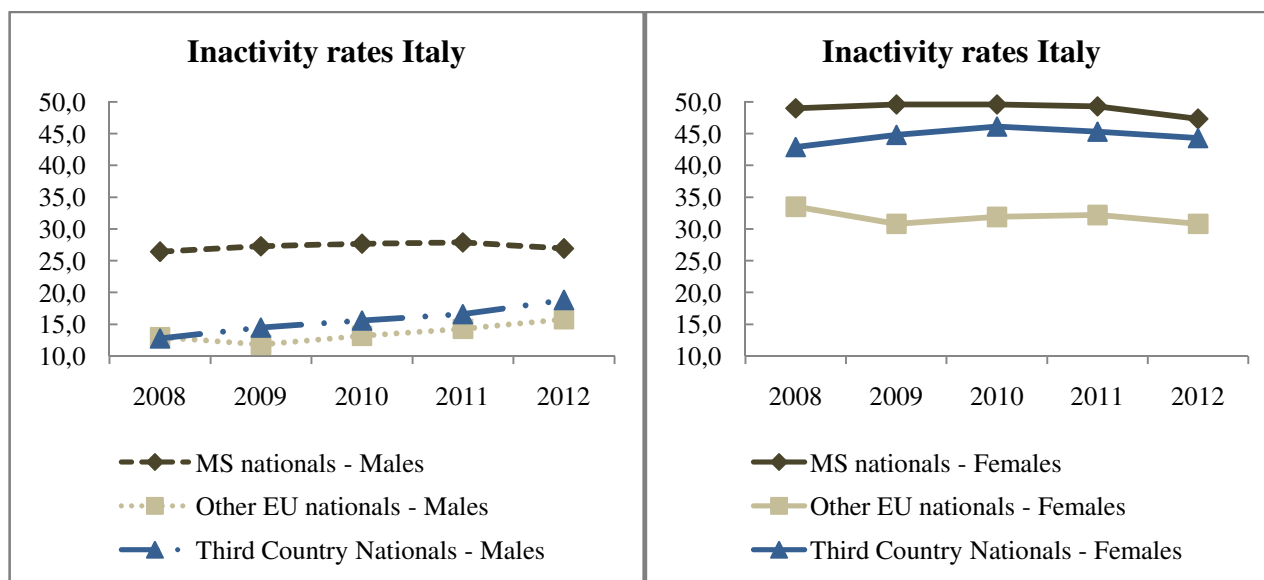 Inactivity rates Italy
50,0
45,0
40,0
35,0
30,0
25,0
20,0
15,0
10,0
2008 2009 2010 2011 2012
MS nationals - Males
Other EU nationals - Males
Third Country Nationals - Males
Inactivity rates Italy
50,0
45,0
40,0
35,0
30,0
25,0
20,0
15,0
10,0
2008 2009 2010 2011 2012
MS nationals - Females
Other EU nationals - Females
Third Country Nationals - Females